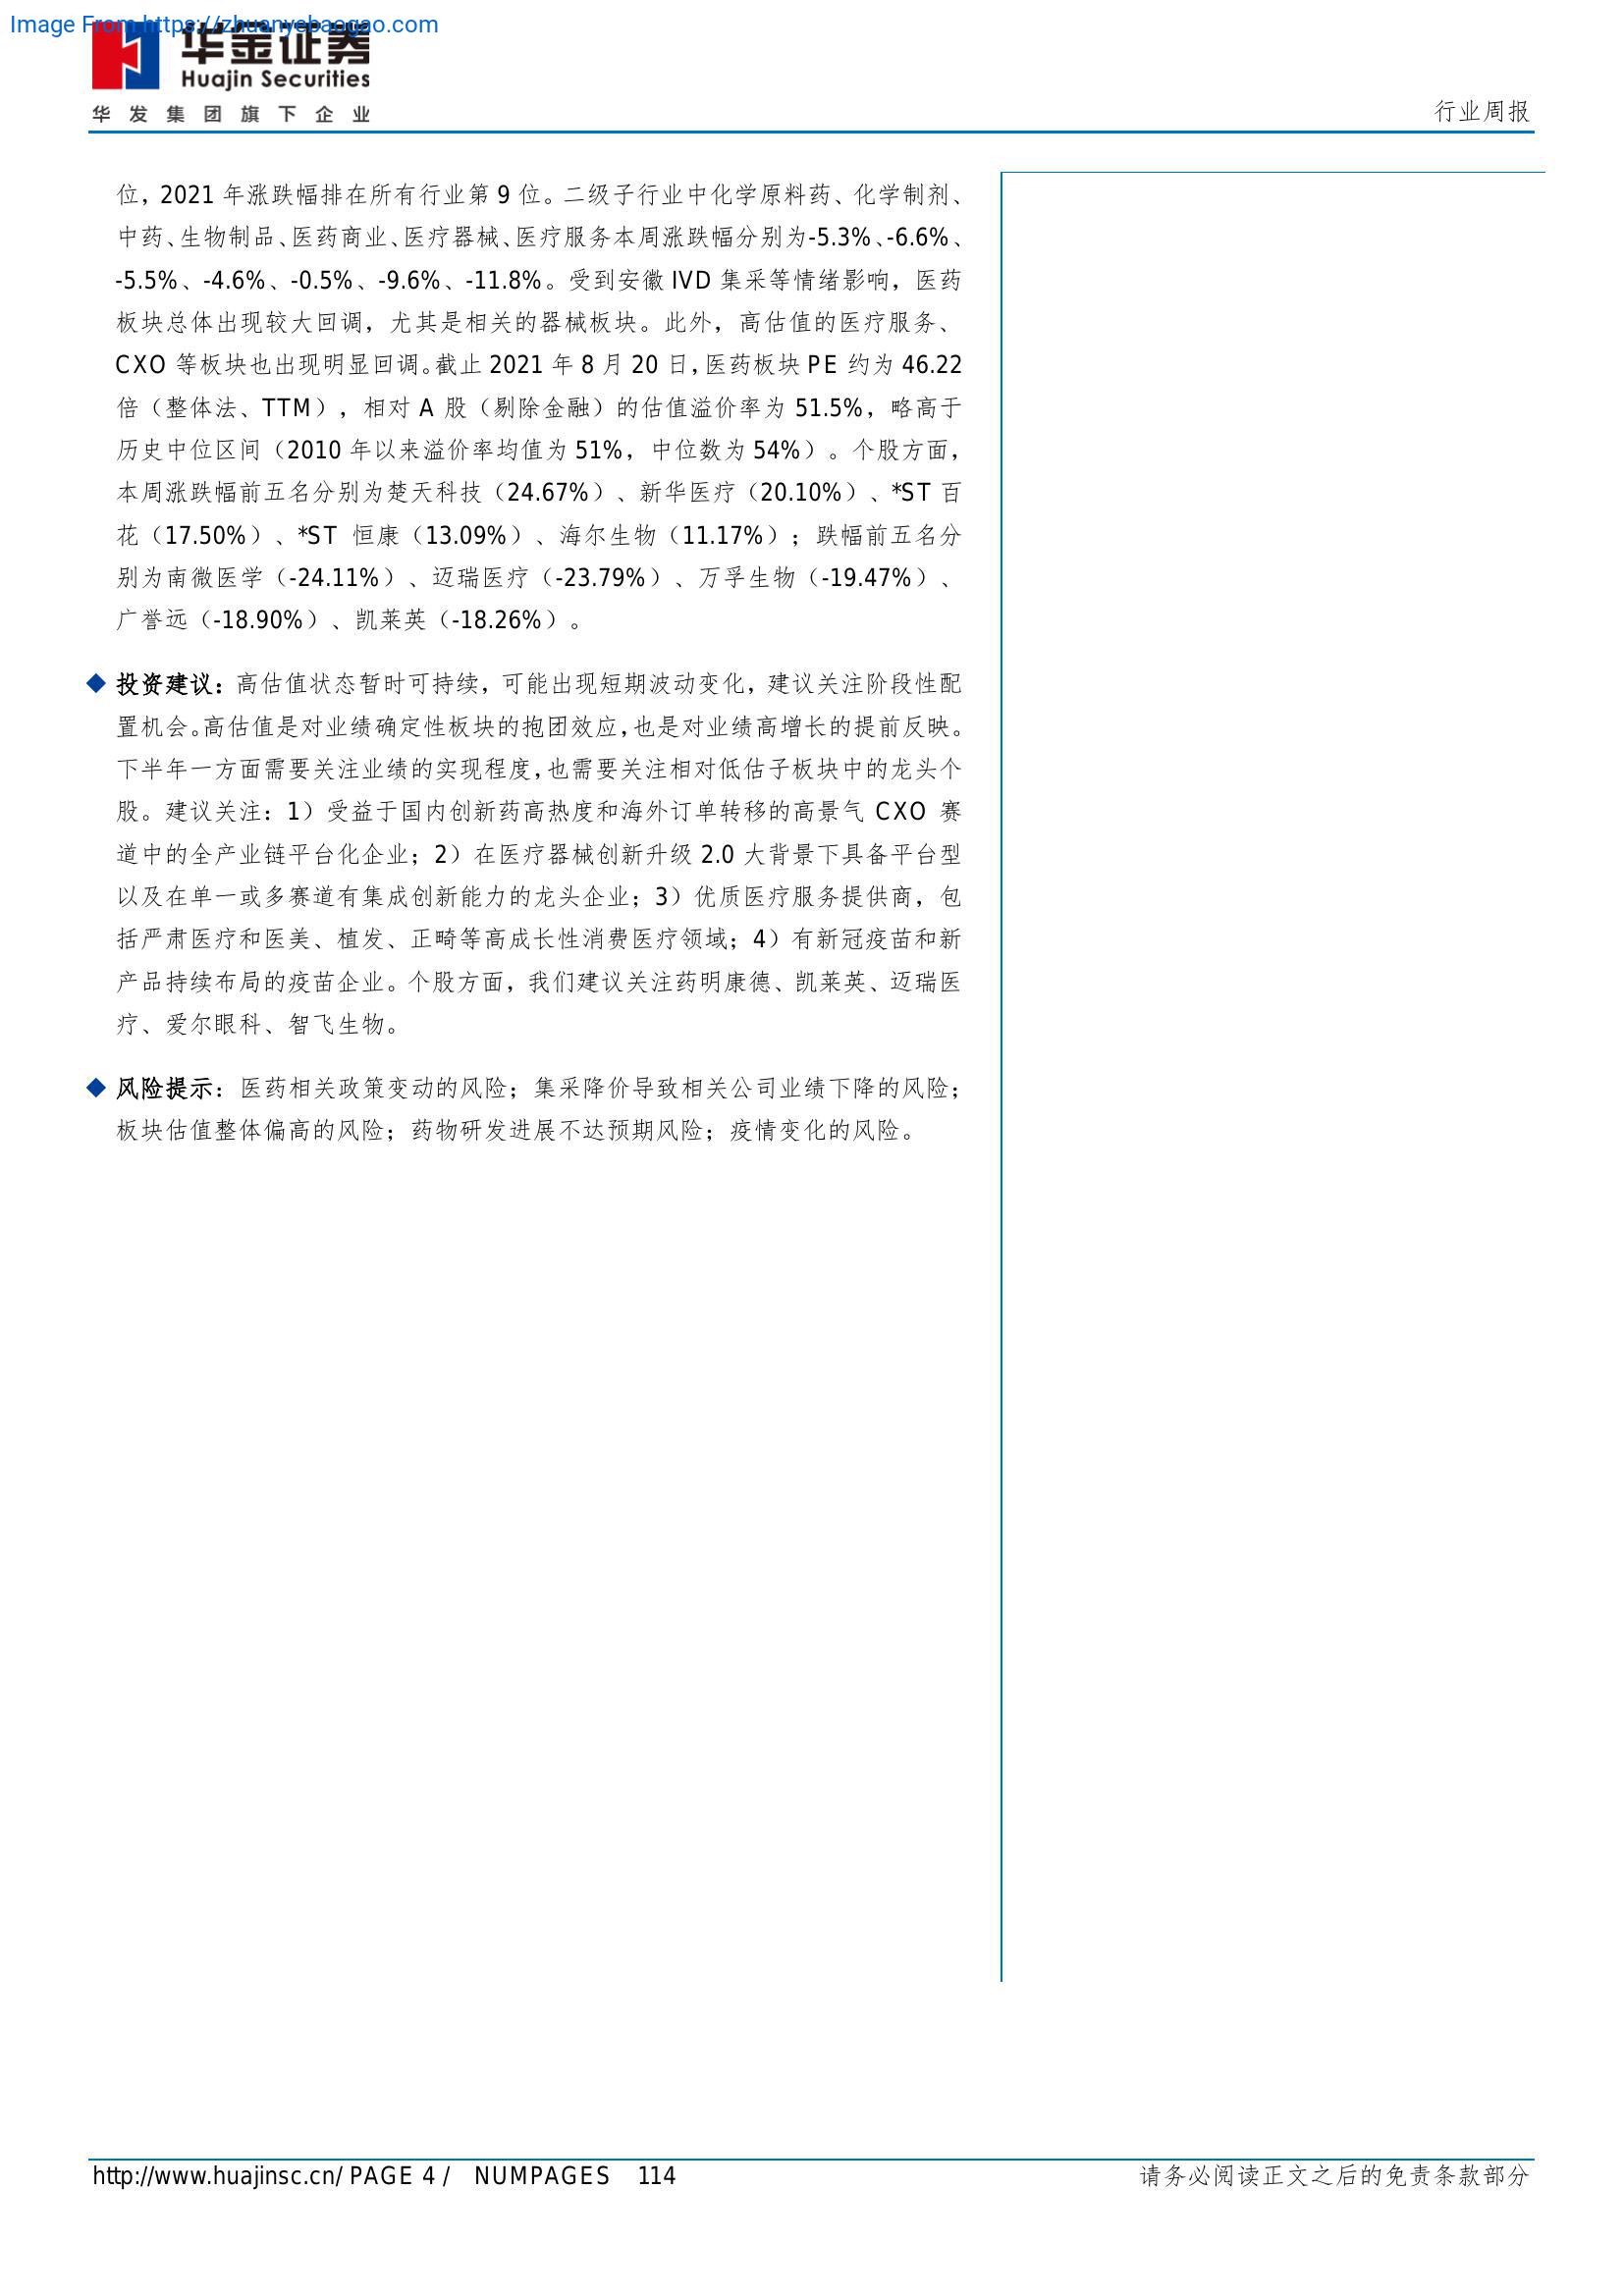 Image From https://zhuanyebaogao.com
华金证券
Huajin Securities
华发集团旗下企业
行业周报
位，2021 年涨跌幅排在所有行业第 9 位。二级子行业中化学原料药、化学制剂、
中药、生物制品、医药商业、医疗器械、医疗服务本周涨跌幅分别为-5.3%、-6.6%、
-5.5%、-4.6%、-0.5%、-9.6%、-11.8%。受到安徽 IVD 集采等情绪影响，医药
板块总体出现较大回调，尤其是相关的器械板块。此外，高估值的医疗服务、
CXO 等板块也出现明显回调。截止 2021 年 8 月 20 日，医药板块 PE 约为 46.22
倍（整体法、TTM），相对 A 股（剔除金融）的估值溢价率为 51.5%，略高于
历史中位区间（2010 年以来溢价率均值为 51%，中位数为 54%）。个股方面，
本周涨跌幅前五名分别为楚天科技（24.67%）、新华医疗（20.10%）、*ST 百
花（17.50%）、*ST 恒康（13.09%）、海尔生物（11.17%）；跌幅前五名分
别为南微医学（-24.11%）、迈瑞医疗（-23.79%）、万孚生物（-19.47%）、
广誉远（-18.90%）、凯莱英（-18.26%）。
◆ 投资建议：高估值状态暂时可持续，可能出现短期波动变化，建议关注阶段性配
置机会。高估值是对业绩确定性板块的抱团效应，也是对业绩高增长的提前反映。
下半年一方面需要关注业绩的实现程度，也需要关注相对低估子板块中的龙头个
股。建议关注：1）受益于国内创新药高热度和海外订单转移的高景气 CXO 赛
道中的全产业链平台化企业；2）在医疗器械创新升级 2.0 大背景下具备平台型
以及在单一或多赛道有集成创新能力的龙头企业；3）优质医疗服务提供商，包
括严肃医疗和医美、植发、正畸等高成长性消费医疗领域；4）有新冠疫苗和新
产品持续布局的疫苗企业。个股方面，我们建议关注药明康德、凯莱英、迈瑞医
疗、爱尔眼科、智飞生物。
◆ 风险提示：医药相关政策变动的风险；集采降价导致相关公司业绩下降的风险；
板块估值整体偏高的风险；药物研发进展不达预期风险；疫情变化的风险。
http://www.huajinsc.cn/ PAGE 4 / NUMPAGES 114
请务必阅读正文之后的免责条款部分